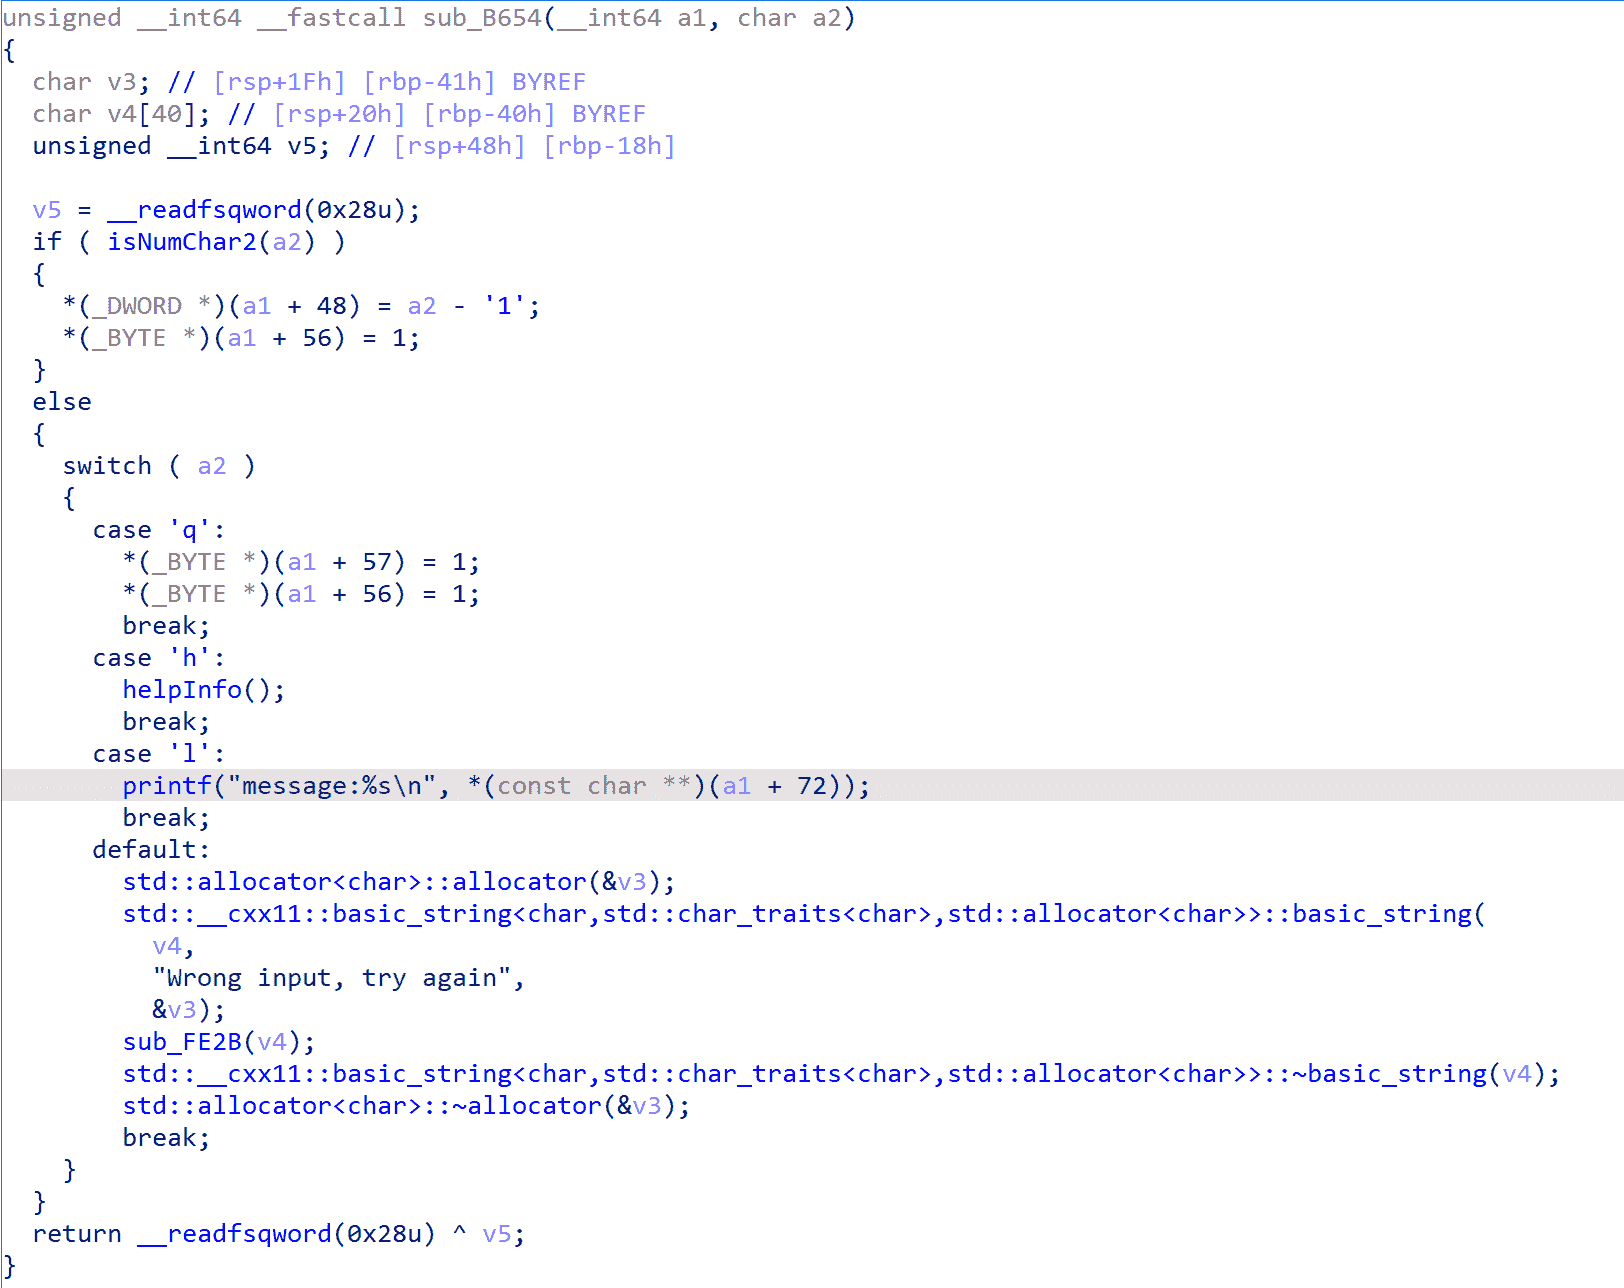 unsigned __int64 __fastcall sub_B654(__int64 a1, char a2)
{
  char v3; // [rsp+1Fh] [rbp-41h] BYREF
  char v4[40]; // [rsp+20h] [rbp-40h] BYREF
  unsigned __int64 v5; // [rsp+48h] [rbp-18h]

  v5 = __readfsqword(0x28u);
  if ( isNumChar2(a2) )
  {
    *(_DWORD *)(a1 + 48) = a2 - '1';
    *(_BYTE *)(a1 + 56) = 1;
  }
  else
  {
    switch ( a2 )
    {
      case 'q':
        *(_BYTE *)(a1 + 57) = 1;
        *(_BYTE *)(a1 + 56) = 1;
        break;
      case 'h':
        helpInfo();
        break;
      case 'l':
        printf("message:%s\n", *(const char **)(a1 + 72));
        break;
      default:
        std::allocator<char>::allocator(&v3);
        std::__cxx11::basic_string<char,std::char_traits<char>,std::allocator<char>>::basic_string(
          v4,
          "Wrong input, try again",
          &v3);
        sub_FE2B(v4);
        std::__cxx11::basic_string<char,std::char_traits<char>,std::allocator<char>>::~basic_string(v4);
        std::allocator<char>::~allocator(&v3);
        break;
    }
  }
  return __readfsqword(0x28u) ^ v5;
}